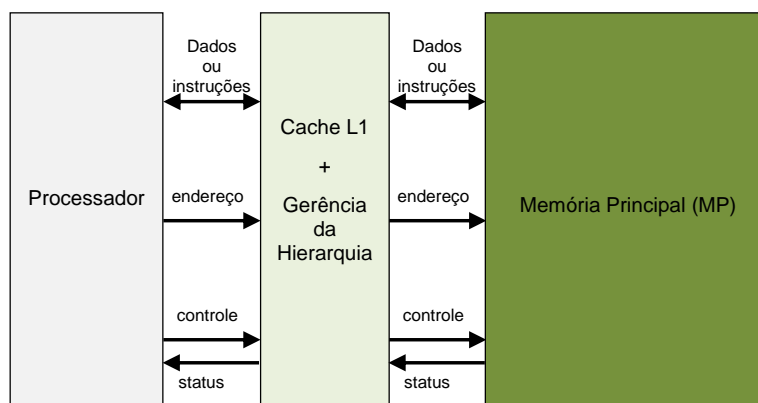 Dados
ou
instruções
Dados
ou
instruções
Cache L1
+
Gerência
da
Hierarquia
Processador
endereço
endereço
Memória Principal (MP)
controle
controle
status
status